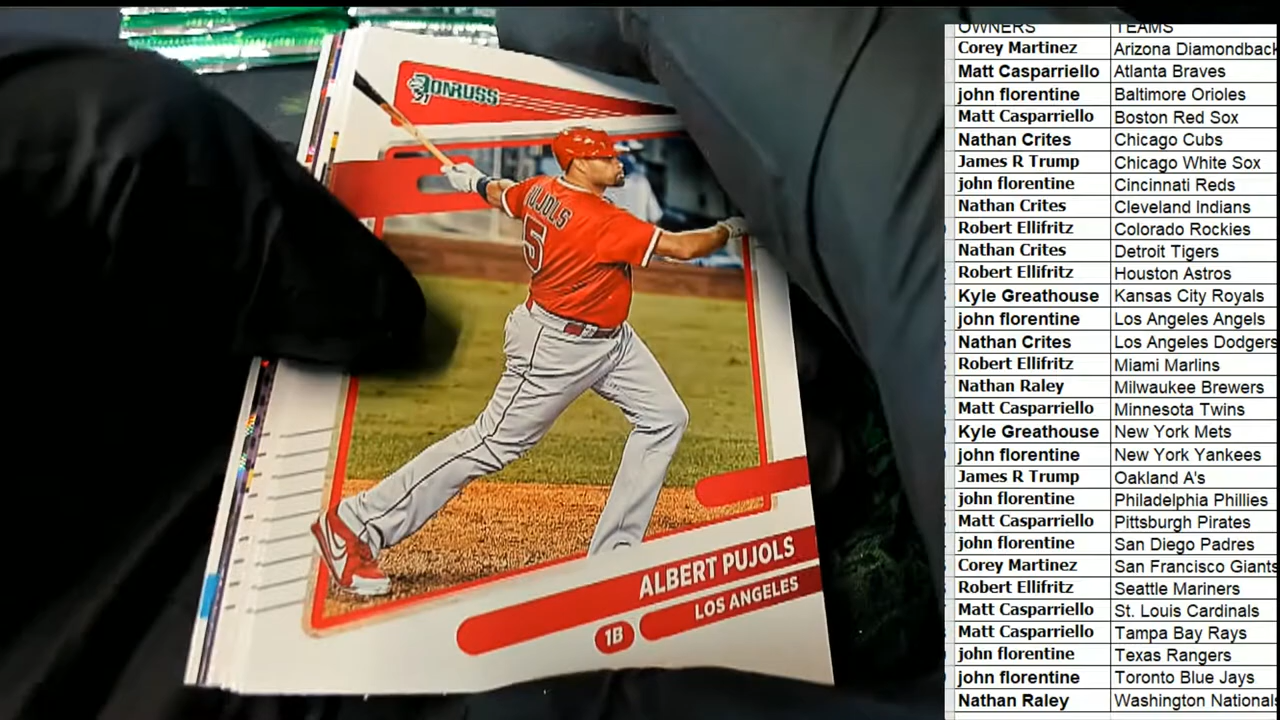 DONRUSS
21
PUJOLS
5
ALBERT PUJOLS
LOS ANGELES
1B
OWNERS TEAMS
Corey Martinez Arizona Diamondback
Matt Casparriello Atlanta Braves
john florentine Baltimore Orioles
Matt Casparriello Boston Red Sox
Nathan Crites Chicago Cubs
James R Trump Chicago White Sox
john florentine Cincinnati Reds
Nathan Crites Cleveland Indians
Robert Ellifritz Colorado Rockies
Nathan Crites Detroit Tigers
Robert Ellifritz Houston Astros
Kyle Greathouse Kansas City Royals
john florentine Los Angeles Angels
Nathan Crites Los Angeles Dodgers
Robert Ellifritz Miami Marlins
Nathan Raley Milwaukee Brewers
Matt Casparriello Minnesota Twins
Kyle Greathouse New York Mets
john florentine New York Yankees
James R Trump Oakland A's
john florentine Philadelphia Phillies
Matt Casparriello Pittsburgh Pirates
john florentine San Diego Padres
Corey Martinez San Francisco Giants
Robert Ellifritz Seattle Mariners
Matt Casparriello St. Louis Cardinals
Matt Casparriello Tampa Bay Rays
john florentine Texas Rangers
john florentine Toronto Blue Jays
Nathan Raley Washington Nationals